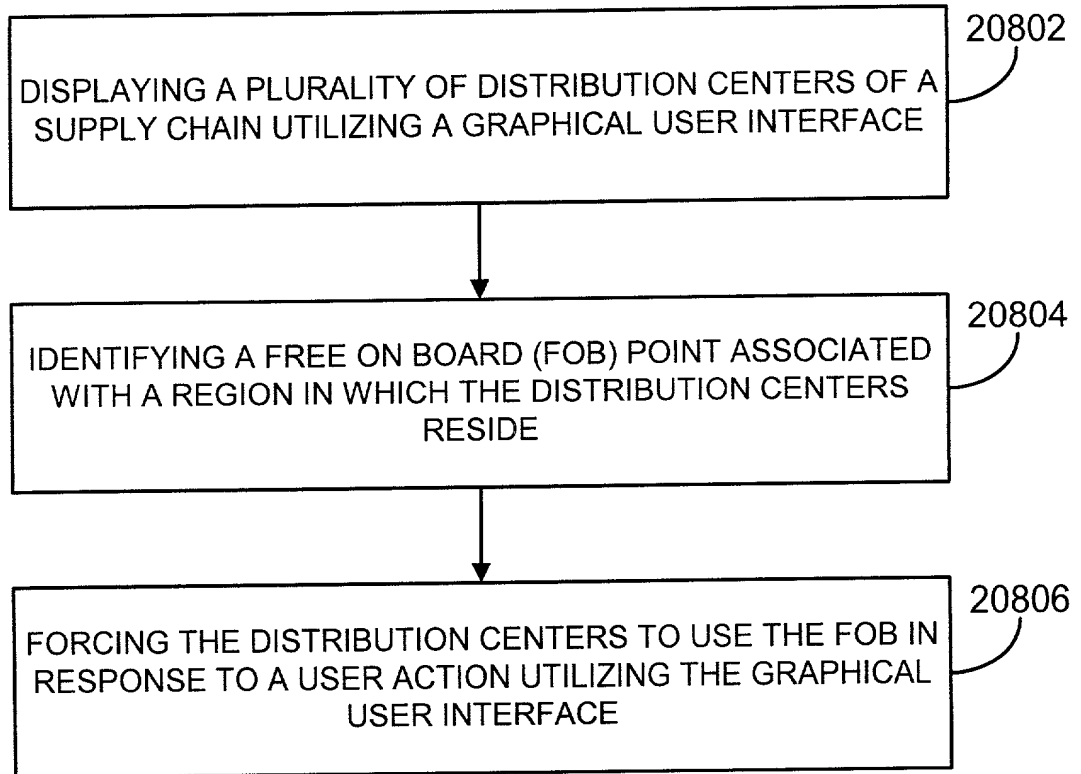 20802
DISPLAYING A PLURALITY OF DISTRIBUTION CENTERS OF A
SUPPLY CHAIN UTILIZING A GRAPHICAL USER INTERFACE
20804
IDENTIFYING A FREE ON BOARD (FOB) POINT ASSOCIATED
WITH A REGION IN WHICH THE DISTRIBUTION CENTERS
RESIDE
20806
FORCING THE DISTRIBUTION CENTERS TO USE THE FOB IN
RESPONSE TO A USER ACTION UTILIZING THE GRAPHICAL
USER INTERFACE